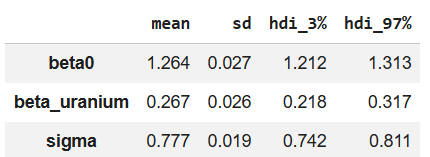 mean sd hdi_3% hdi_97%
beta0 1.264 0.027 1.212 1.313
beta_uranium 0.267 0.026 0.218 0.317
sigma 0.777 0.019 0.742 0.811